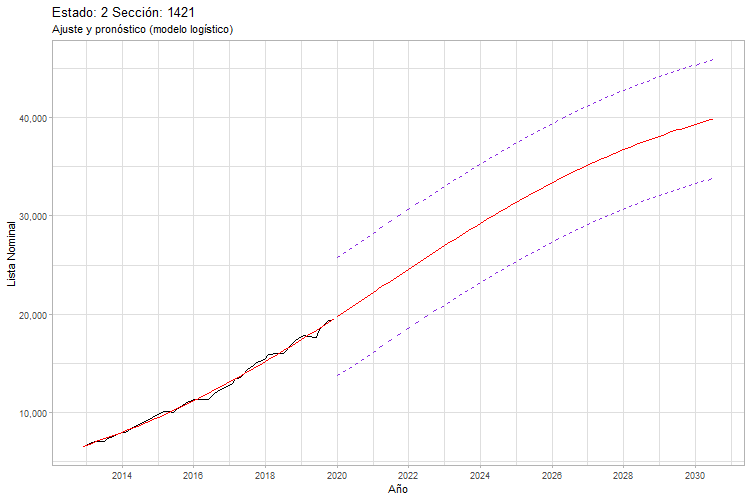 Estado: 2 Sección: 1421
Ajuste y pronóstico (modelo logístico)
Lista Nominal
40,000
30,000
20,000
10,000
2014 2016 2018 2020 2022 2024 2026 2028 2030
Año